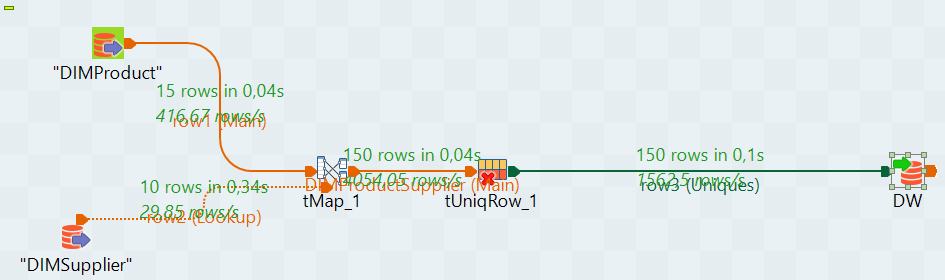 "DIMProduct"
15 rows in 0,04s
416,67 rows/s
row1 (Main)
150 rows in 0,04s
4054,05 rows/s
DIMProductSupplier (Main)
150 rows in 0,1s
1562,5 rows/s
row3 (Uniques)
10 rows in 0,34s
29,85 rows/s
row2 (Lookup)
tMap_1
tUniqRow_1
DW
"DIMSupplier"